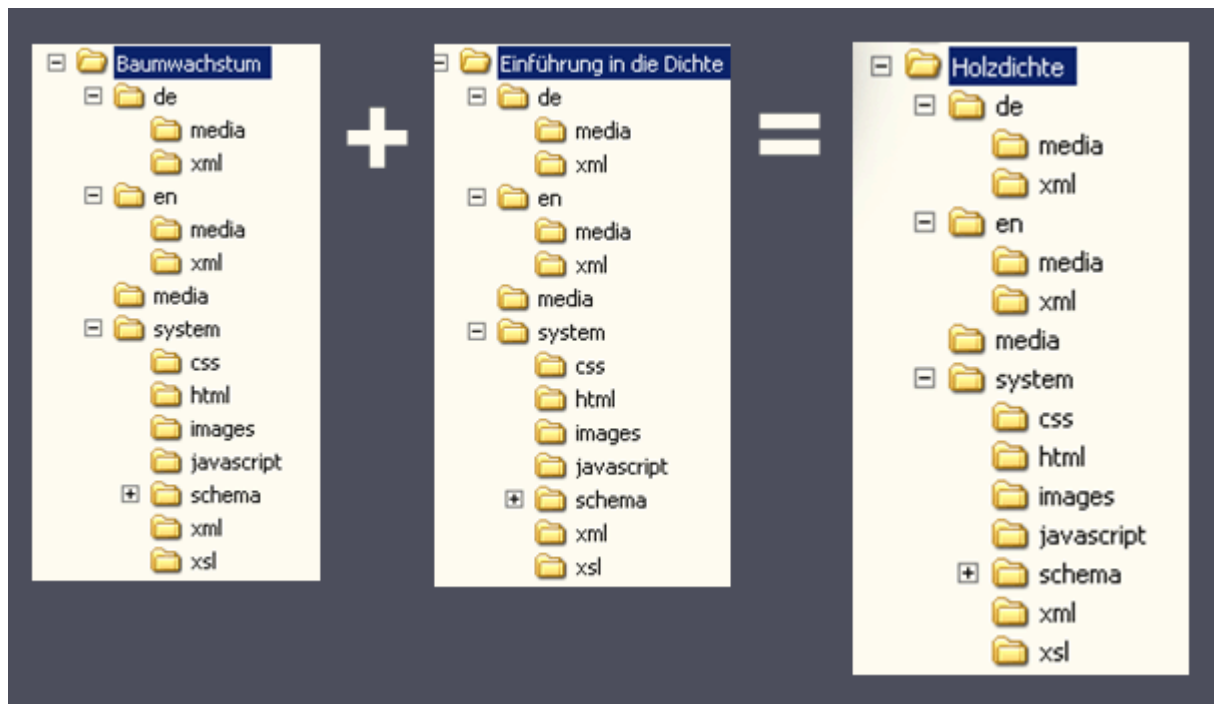 Baumwachstum
de
media
xml
en
media
xml
media
system
css
html
images
javascript
schema
xml
xsl
+
Einführung in die Dichte
de
media
xml
en
media
xml
media
system
css
html
images
javascript
schema
xml
xsl
=
Holzdichte
de
media
xml
en
media
xml
media
system
css
html
images
javascript
schema
xml
xsl